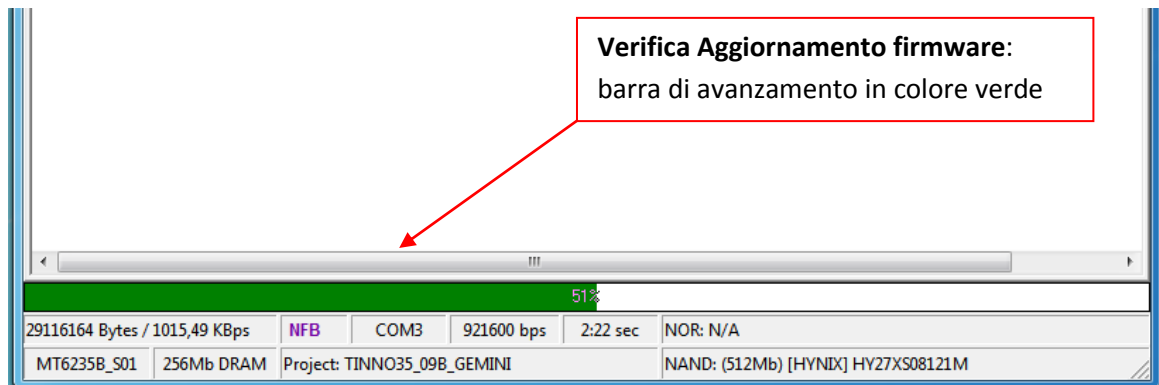 Verifica Aggiornamento firmware:
barra di avanzamento in colore verde
51%
29116164 Bytes / 1015,49 KBps NFB COM3 921600 bps 2:22 sec NOR: N/A
MT6235B_S01 256Mb DRAM Project: TINNO35_09B_GEMINI NAND: (512Mb) [HYNIX] HY27XS08121M